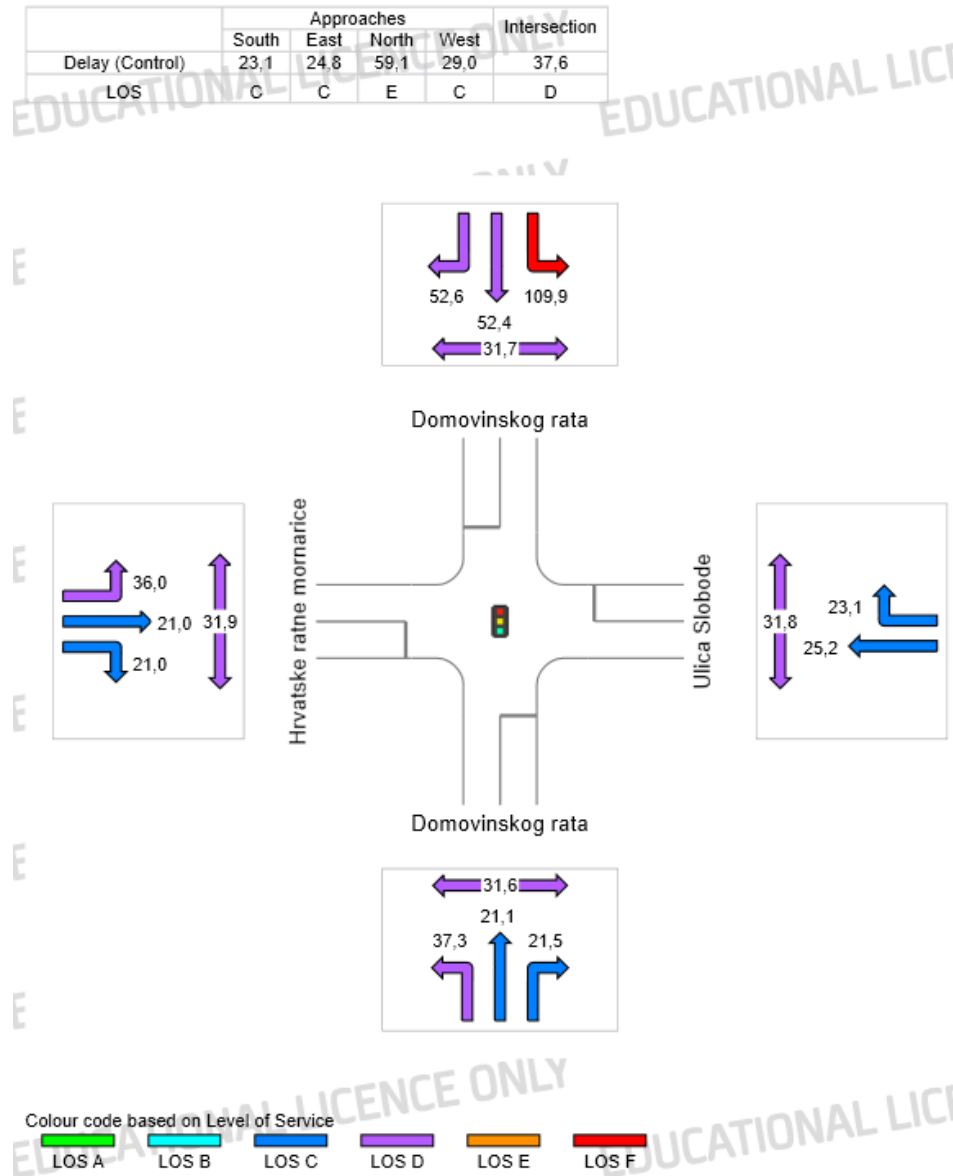 Approaches Intersection
South East North West
Delay (Control) 23,1 24,8 59,1 29,0 37,6
LOS C C E C D
EDUCATIONAL LICENCE ONLY
52,6 109,9
52,4
31,7
Domovinskog rata
Hrvatske ratne mornarice
Ulica Slobode
36,0
21,0 31,9
21,0
31,8 23,1
25,2
Domovinskog rata
31,6
21,1
37,3 21,5
EDUCATIONAL LICENCE ONLY
Colour code based on Level of Service
LOS A LOS B LOS C LOS D LOS E LOS F